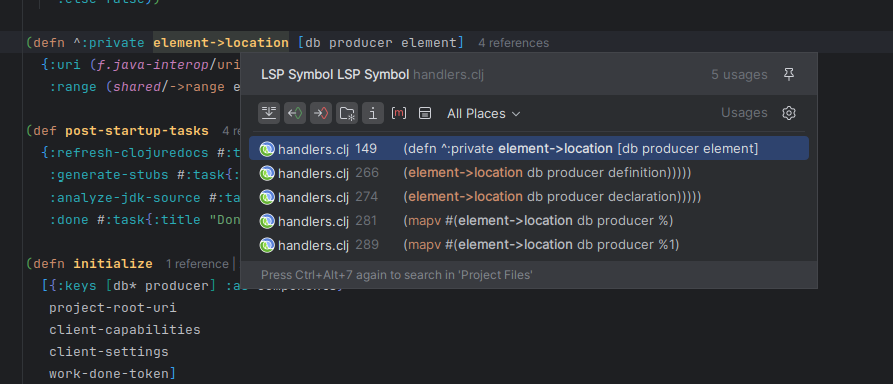 :else false))
(defn ^:private element->location [db producer element] 4 references
{:uri (f.java-interop/uri
:range (shared/->range e
LSP Symbol LSP Symbol handlers.clj 5 usages
All Places Usages
(def post-startup-tasks 4 re
{:refresh-clojuredocs #:t
:generate-stubs #:task{:
:analyze-jdk-source #:ta
:done #:task{:title "Don
handlers.clj 149 (defn ^:private element->location [db producer element]
handlers.clj 266 (element->location db producer definition)))))
handlers.clj 274 (element->location db producer declaration)))))
handlers.clj 281 (mapv #(element->location db producer %)
handlers.clj 289 (mapv #(element->location db producer %1)
Press Ctrl+Alt+7 again to search in 'Project Files'
(defn initialize 1 reference |
[{:keys [db* producer] :as components}
project-root-uri
client-capabilities
client-settings
work-done-token]